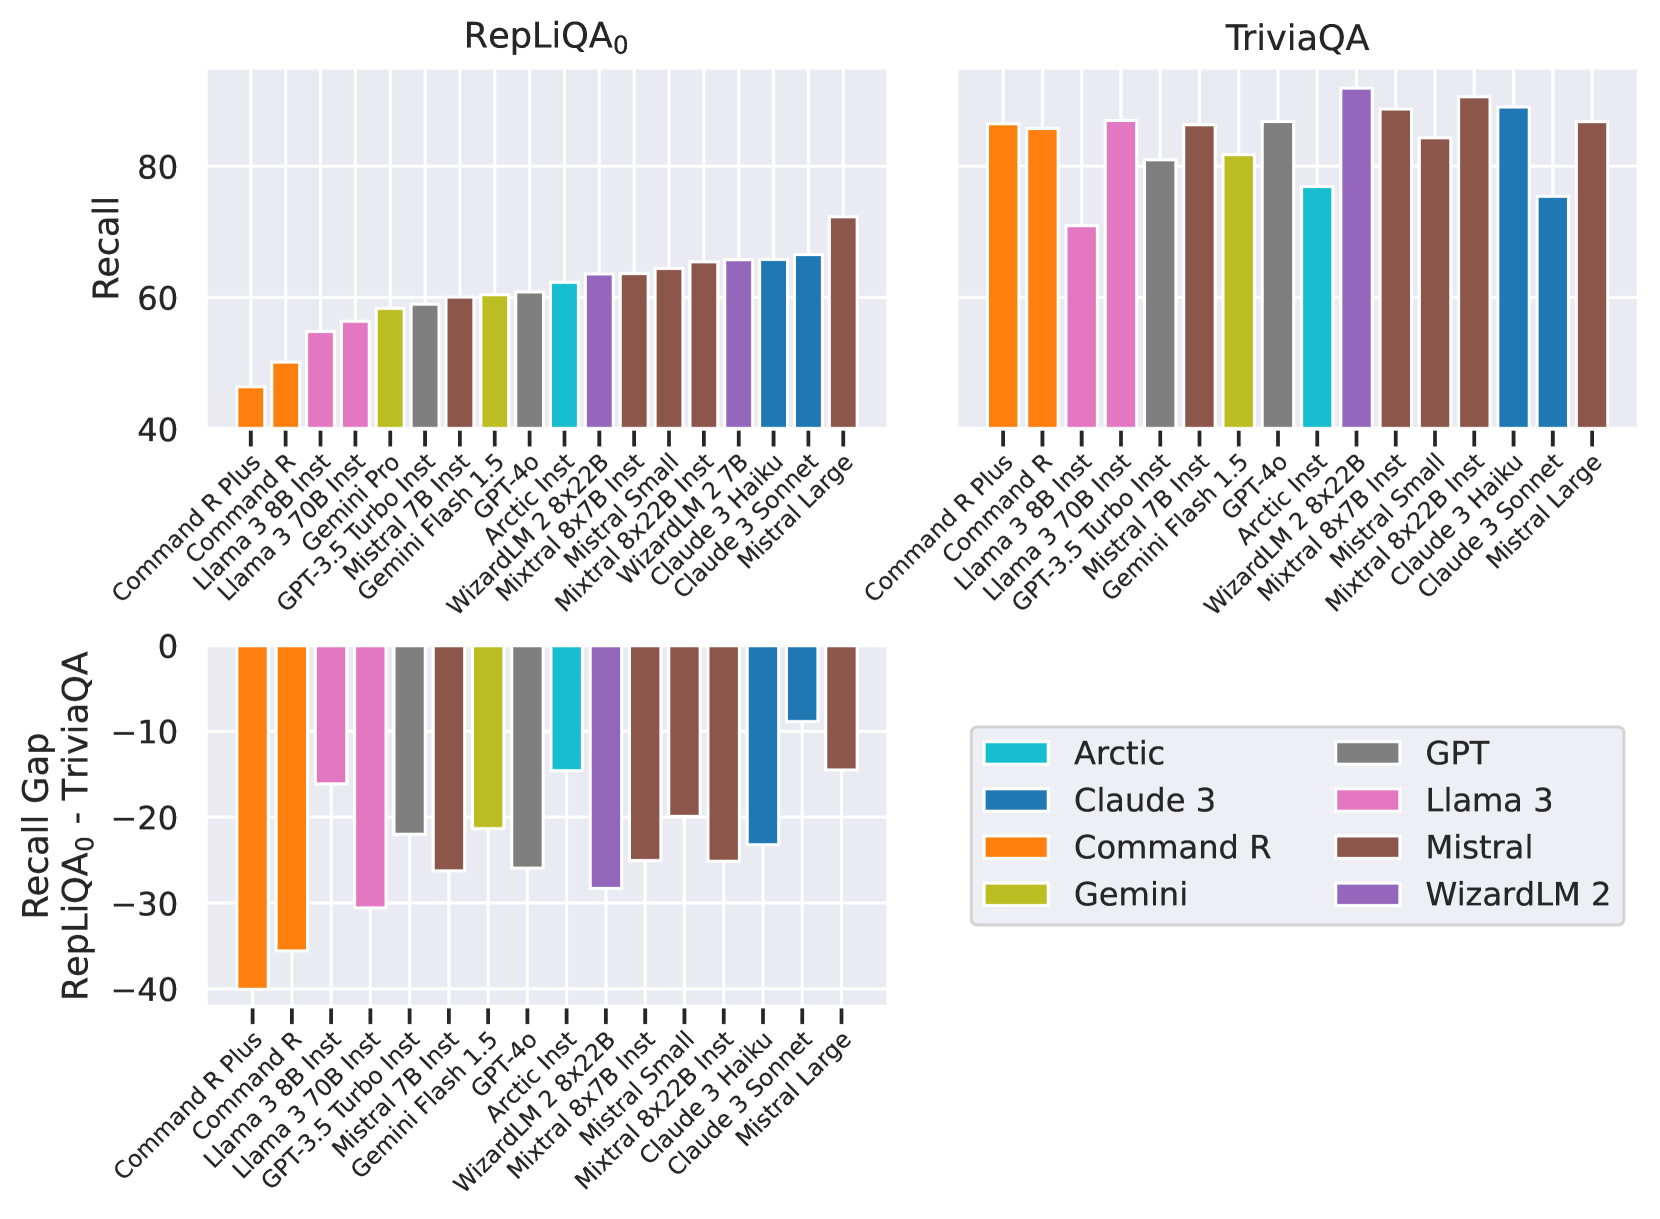 RepLiQA0
Recall
80
60
40
Command R Plus
Command R
Llama 3 8B Inst
Llama 3 70B Inst
Gemini Pro
GPT-3.5 Turbo Inst
Mistral 7B Inst
Gemini Flash 1.5
GPT-4o
Arctic Inst
WizardLM 2 8x22B
Mixtral 8x7B Inst
Mistral Small
Mixtral 8x22B Inst
WizardLM 2 7B
Claude 3 Haiku
Claude 3 Sonnet
Mistral Large
TriviaQA
Command R Plus
Command R
Llama 3 8B Inst
Llama 3 70B Inst
GPT-3.5 Turbo Inst
Mistral 7B Inst
Gemini Flash 1.5
GPT-4o
Arctic Inst
WizardLM 2 8x22B
Mixtral 8x7B Inst
Mistral Small
Mixtral 8x22B Inst
Claude 3 Haiku
Claude 3 Sonnet
Mistral Large
Recall Gap
RepLiQA0 - TriviaQA
0
−10
−20
−30
−40
Command R Plus
Command R
Llama 3 8B Inst
Llama 3 70B Inst
GPT-3.5 Turbo Inst
Mistral 7B Inst
Gemini Flash 1.5
GPT-4o
Arctic Inst
WizardLM 2 8x22B
Mixtral 8x7B Inst
Mistral Small
Mixtral 8x22B Inst
Claude 3 Haiku
Claude 3 Sonnet
Mistral Large
Arctic
Claude 3
Command R
Gemini
GPT
Llama 3
Mistral
WizardLM 2